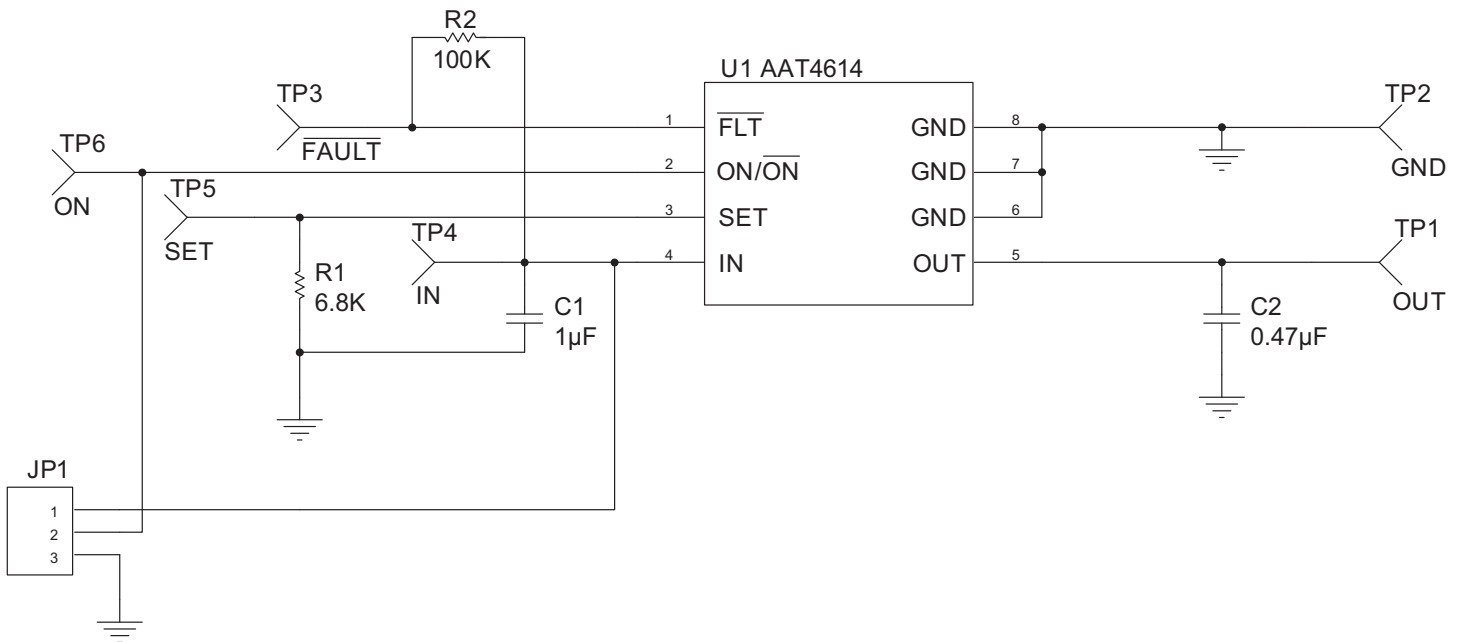 R2
100K
U1 AAT4614
TP3
FAULT
TP6
ON
TP5
SET
TP4
IN
R1
6.8K
C1
1µF
1
FLT
2
ON/ON
3
SET
4
IN
GND
8
GND
7
GND
6
OUT
5
TP2
GND
TP1
OUT
C2
0.47µF
JP1
1
2
3